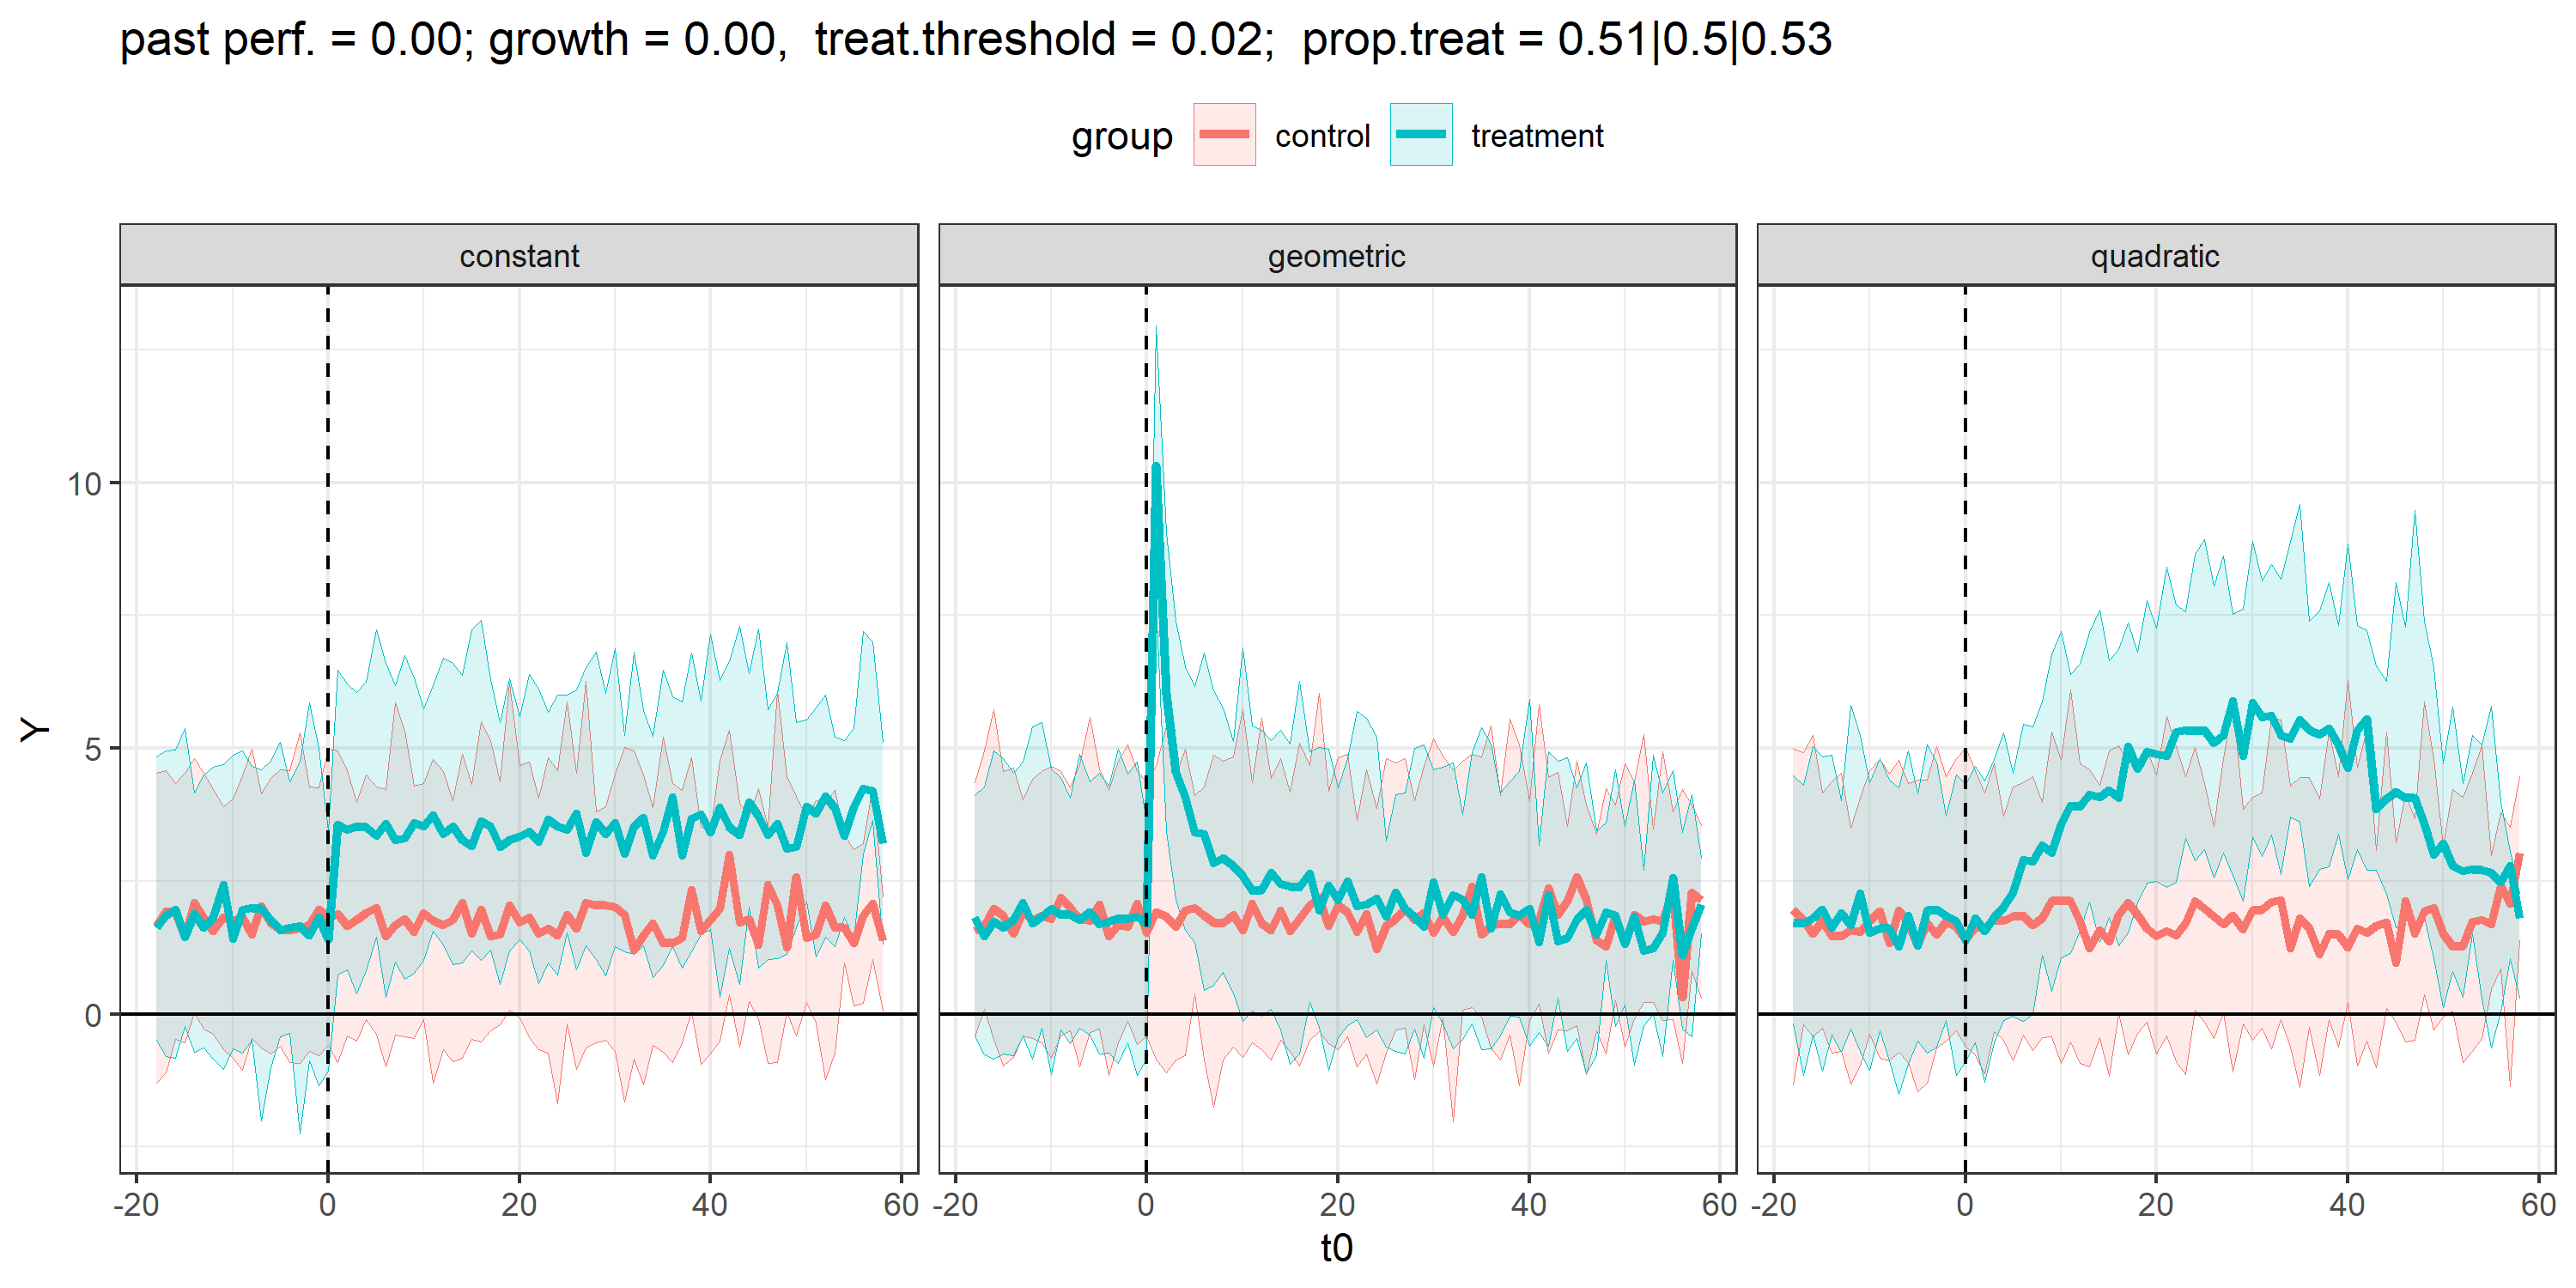 past perf. = 0.00; growth = 0.00,  treat.threshold = 0.02;  prop.treat = 0.51|0.5|0.53
group control treatment
constant geometric quadratic
10
5
0
Y
-20 0 20 40 60 -20 0 20 40 60 -20 0 20 40 60
t0